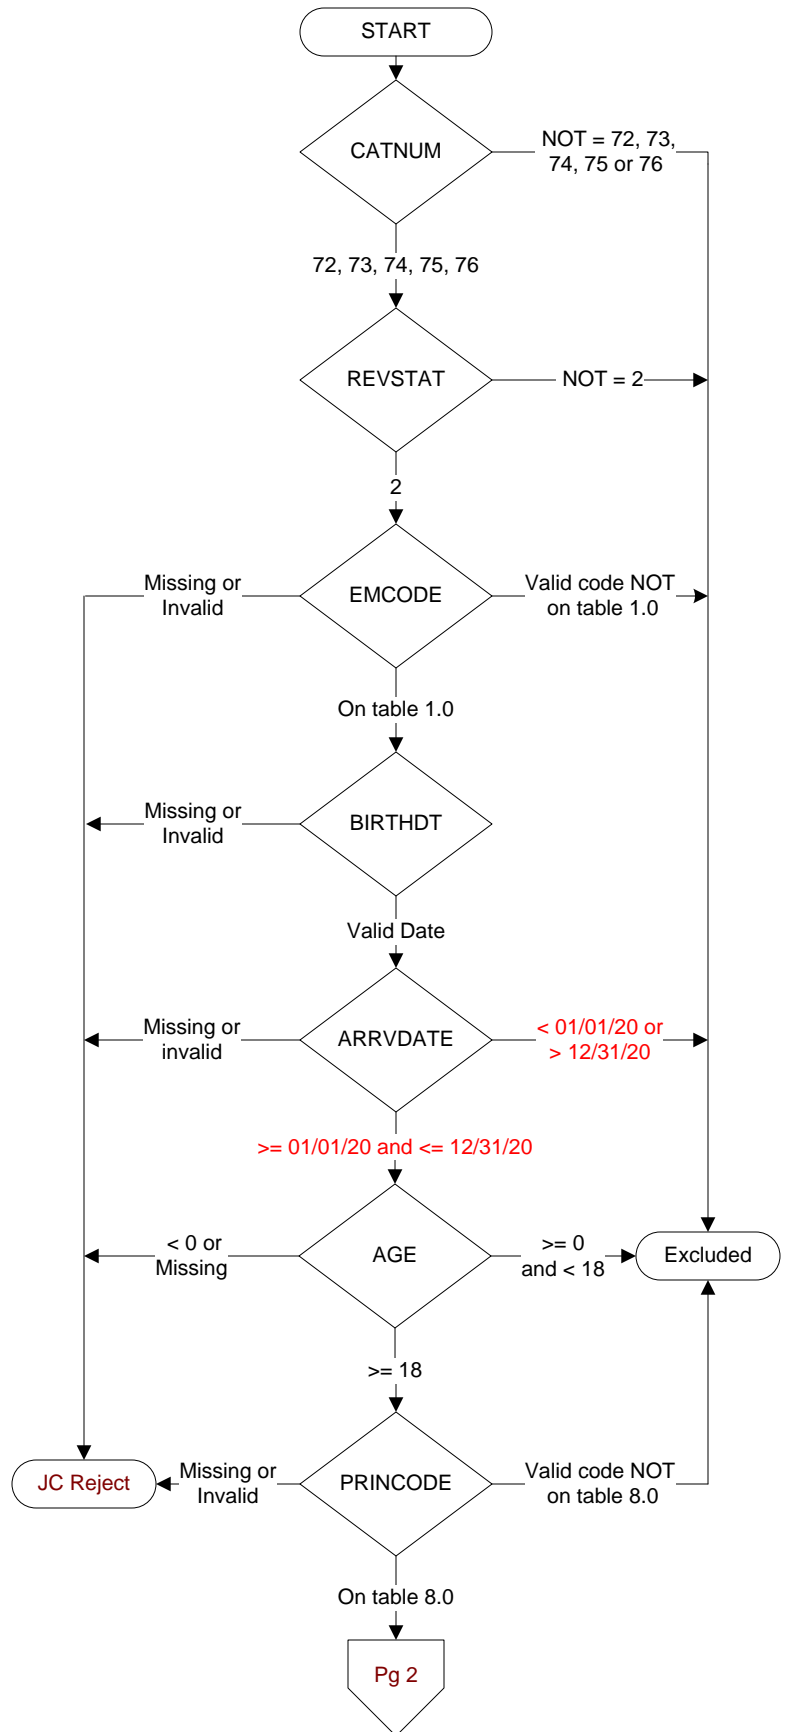 START
CATNUM
NOT = 72, 73,
74, 75 or 76
72, 73, 74, 75, 76
REVSTAT
NOT = 2
2
Missing or
Invalid
EMCODE
Valid code NOT
on table 1.0
On table 1.0
Missing or
Invalid
BIRTHDT
Valid Date
Missing or
invalid
ARRVDATE
< 01/01/20 or
> 12/31/20
>= 01/01/20 and <= 12/31/20
< 0 or
Missing
AGE
>= 0
and < 18
Excluded
>= 18
JC Reject
Missing or
Invalid
PRINCODE
Valid code NOT
on table 8.0
On table 8.0
Pg 2